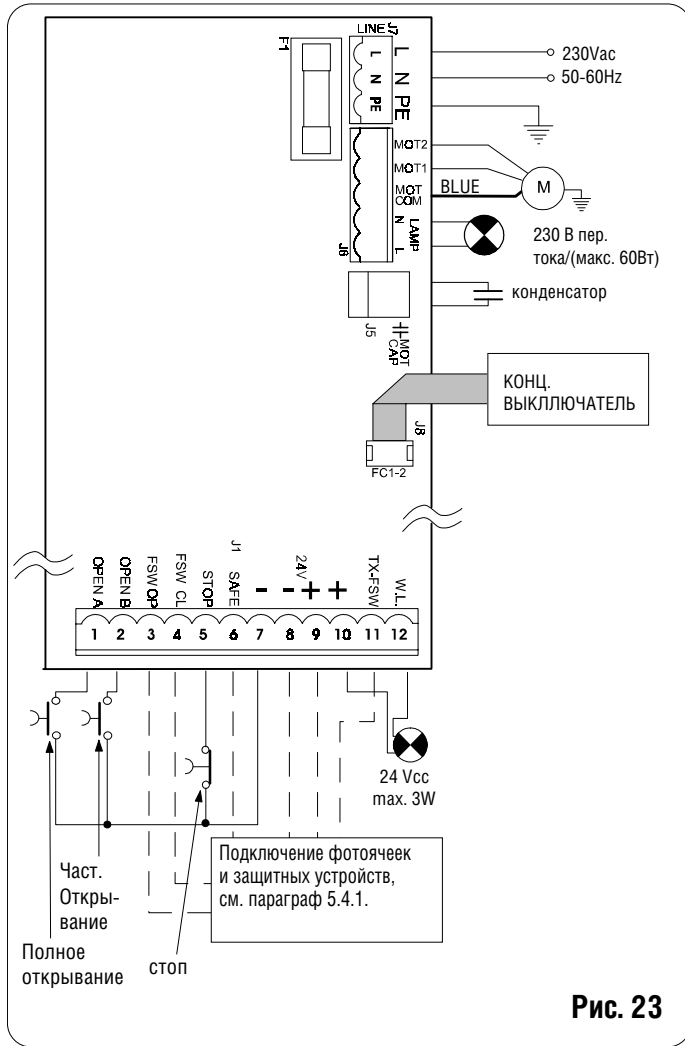 LINE
J7
F1
L
N
PE
L
N
PE
230Vac
50-60Hz
MOT2
MOT1
MOT
COM
BLUE
M
N
L
LAMP
J6
230 В пер.
тока/(макс. 60Вт)
конденсатор
J5
MOT
CAP
КОНЦ.
ВЫКЛЛЮЧАТЕЛЬ
J8
FC1-2
OPEN A
OPEN B
FSW OP
FSW CL
STOP
J1
SAFE
-
-
24V
+
+
TX-FSW
W.L.
1 2 3 4 5 6 7 8 9 10 11 12
24 Vcc
max. 3W
Подключение фотоячеек
и защитных устройств,
см. параграф 5.4.1.
Част.
Откры-
вание
Полное
открывание
стоп
Рис. 23